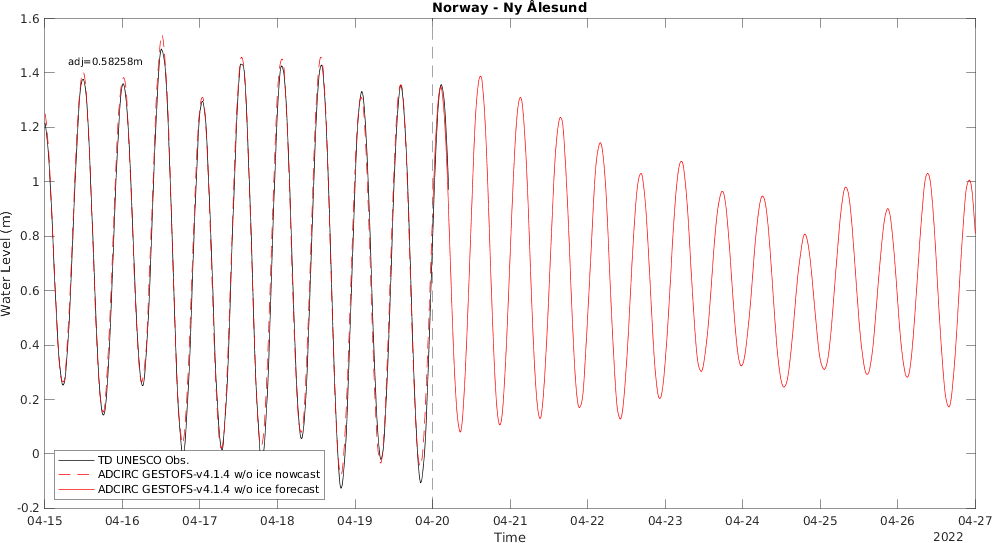 Norway - Ny Ålesund
adj=0.58258m
Water Level (m)
1.6
1.4
1.2
1
0.8
0.6
0.4
0.2
0
-0.2
TD UNESCO Obs.
ADCIRC GESTOFS-v4.1.4 w/o ice nowcast
ADCIRC GESTOFS-v4.1.4 w/o ice forecast
04-15 04-16 04-17 04-18 04-19 04-20 04-21 04-22 04-23 04-24 04-25 04-26 04-27
Time
2022